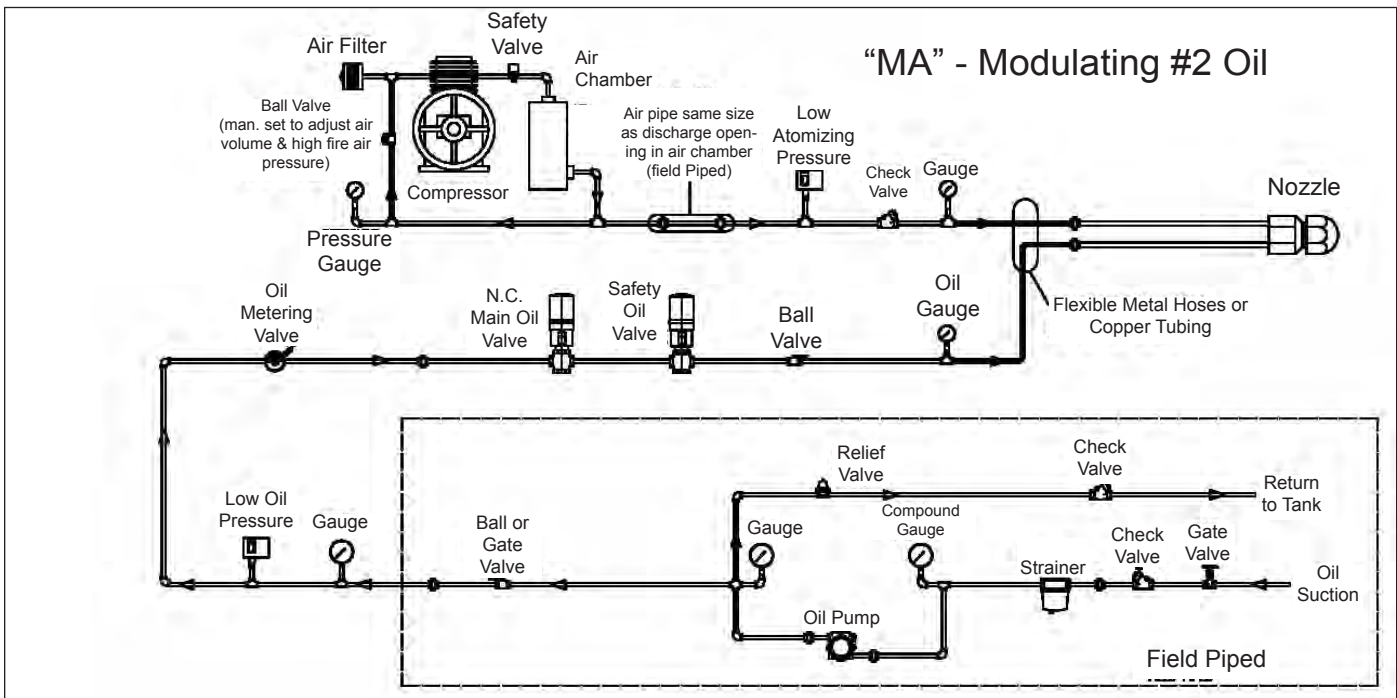 Safety
Valve
Air Filter
Air
Chamber
"MA" - Modulating #2 Oil
Ball Valve
(man. set to adjust air
volume & high fire air
pressure)
Air pipe same size
as discharge open-
ing in air chamber
(field Piped)
Low
Atomizing
Pressure
Check
Valve
Gauge
Nozzle
Compressor
Pressure
Gauge
Oil
Metering
Valve
N.C.
Main Oil
Valve
Safety
Oil
Valve
Ball
Valve
Oil
Gauge
Flexible Metal Hoses or
Copper Tubing
Relief
Valve
Check
Valve
Return
to Tank
Low Oil
Pressure
Gauge
Ball or
Gate
Valve
Gauge
Compound
Gauge
Strainer
Check
Valve
Gate
Valve
Oil
Suction
Oil Pump
Field Piped